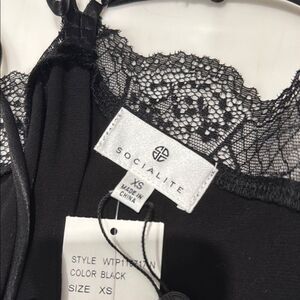 SOCIALITE
XS
MADE IN
CHINA
STYLE
COLOR BLACK
SIZE XS